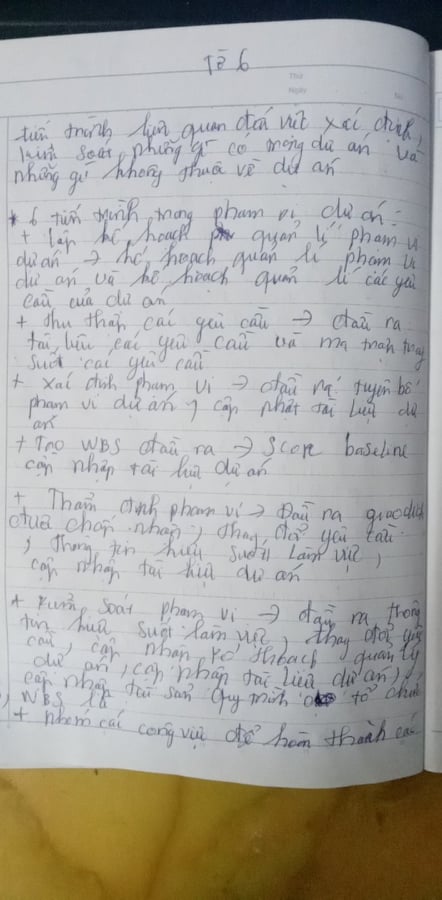 Tổ 6
Thứ
Ngày
No
tiến trình liên quan đến việc xác định,
kiểm soát những gì có trong dự án và
những gì không thuộc về dự án
* 6 tiến trình trong phạm vi dự án:
+ lập kế hoạch quản lí phạm vi
dự án → kế hoạch quản lí phạm vi
dự án và kế hoạch quản lí các yêu
cầu của dự án
+ thu thập các yêu cầu → đầu ra
tài liệu các yêu cầu và ma trận truy
suốt các yêu cầu
+ xác định phạm vi → đầu ra: tuyên bố
phạm vi dự án, cập nhật tài liệu dự
án
+ Tạo WBS đầu ra → Scope baseline
cập nhập tài liệu dự án
+ Thẩm định phạm vi → Đầu ra giao dịch
được chấp nhận, thay đổi yêu cầu
, thông tin hiệu suất làm việc,
cập nhập tài liệu dự án
+ Kiểm soát phạm vi → đầu ra thông
tin hiệu suất làm việc, thay đổi yêu
cầu, cập nhập kế hoạch quản lý
dự án, cập nhập tài liệu dự án,
cập nhập tài sản quy trình tổ chức
, WBS là
+ nhóm các công việc để hoàn thành các